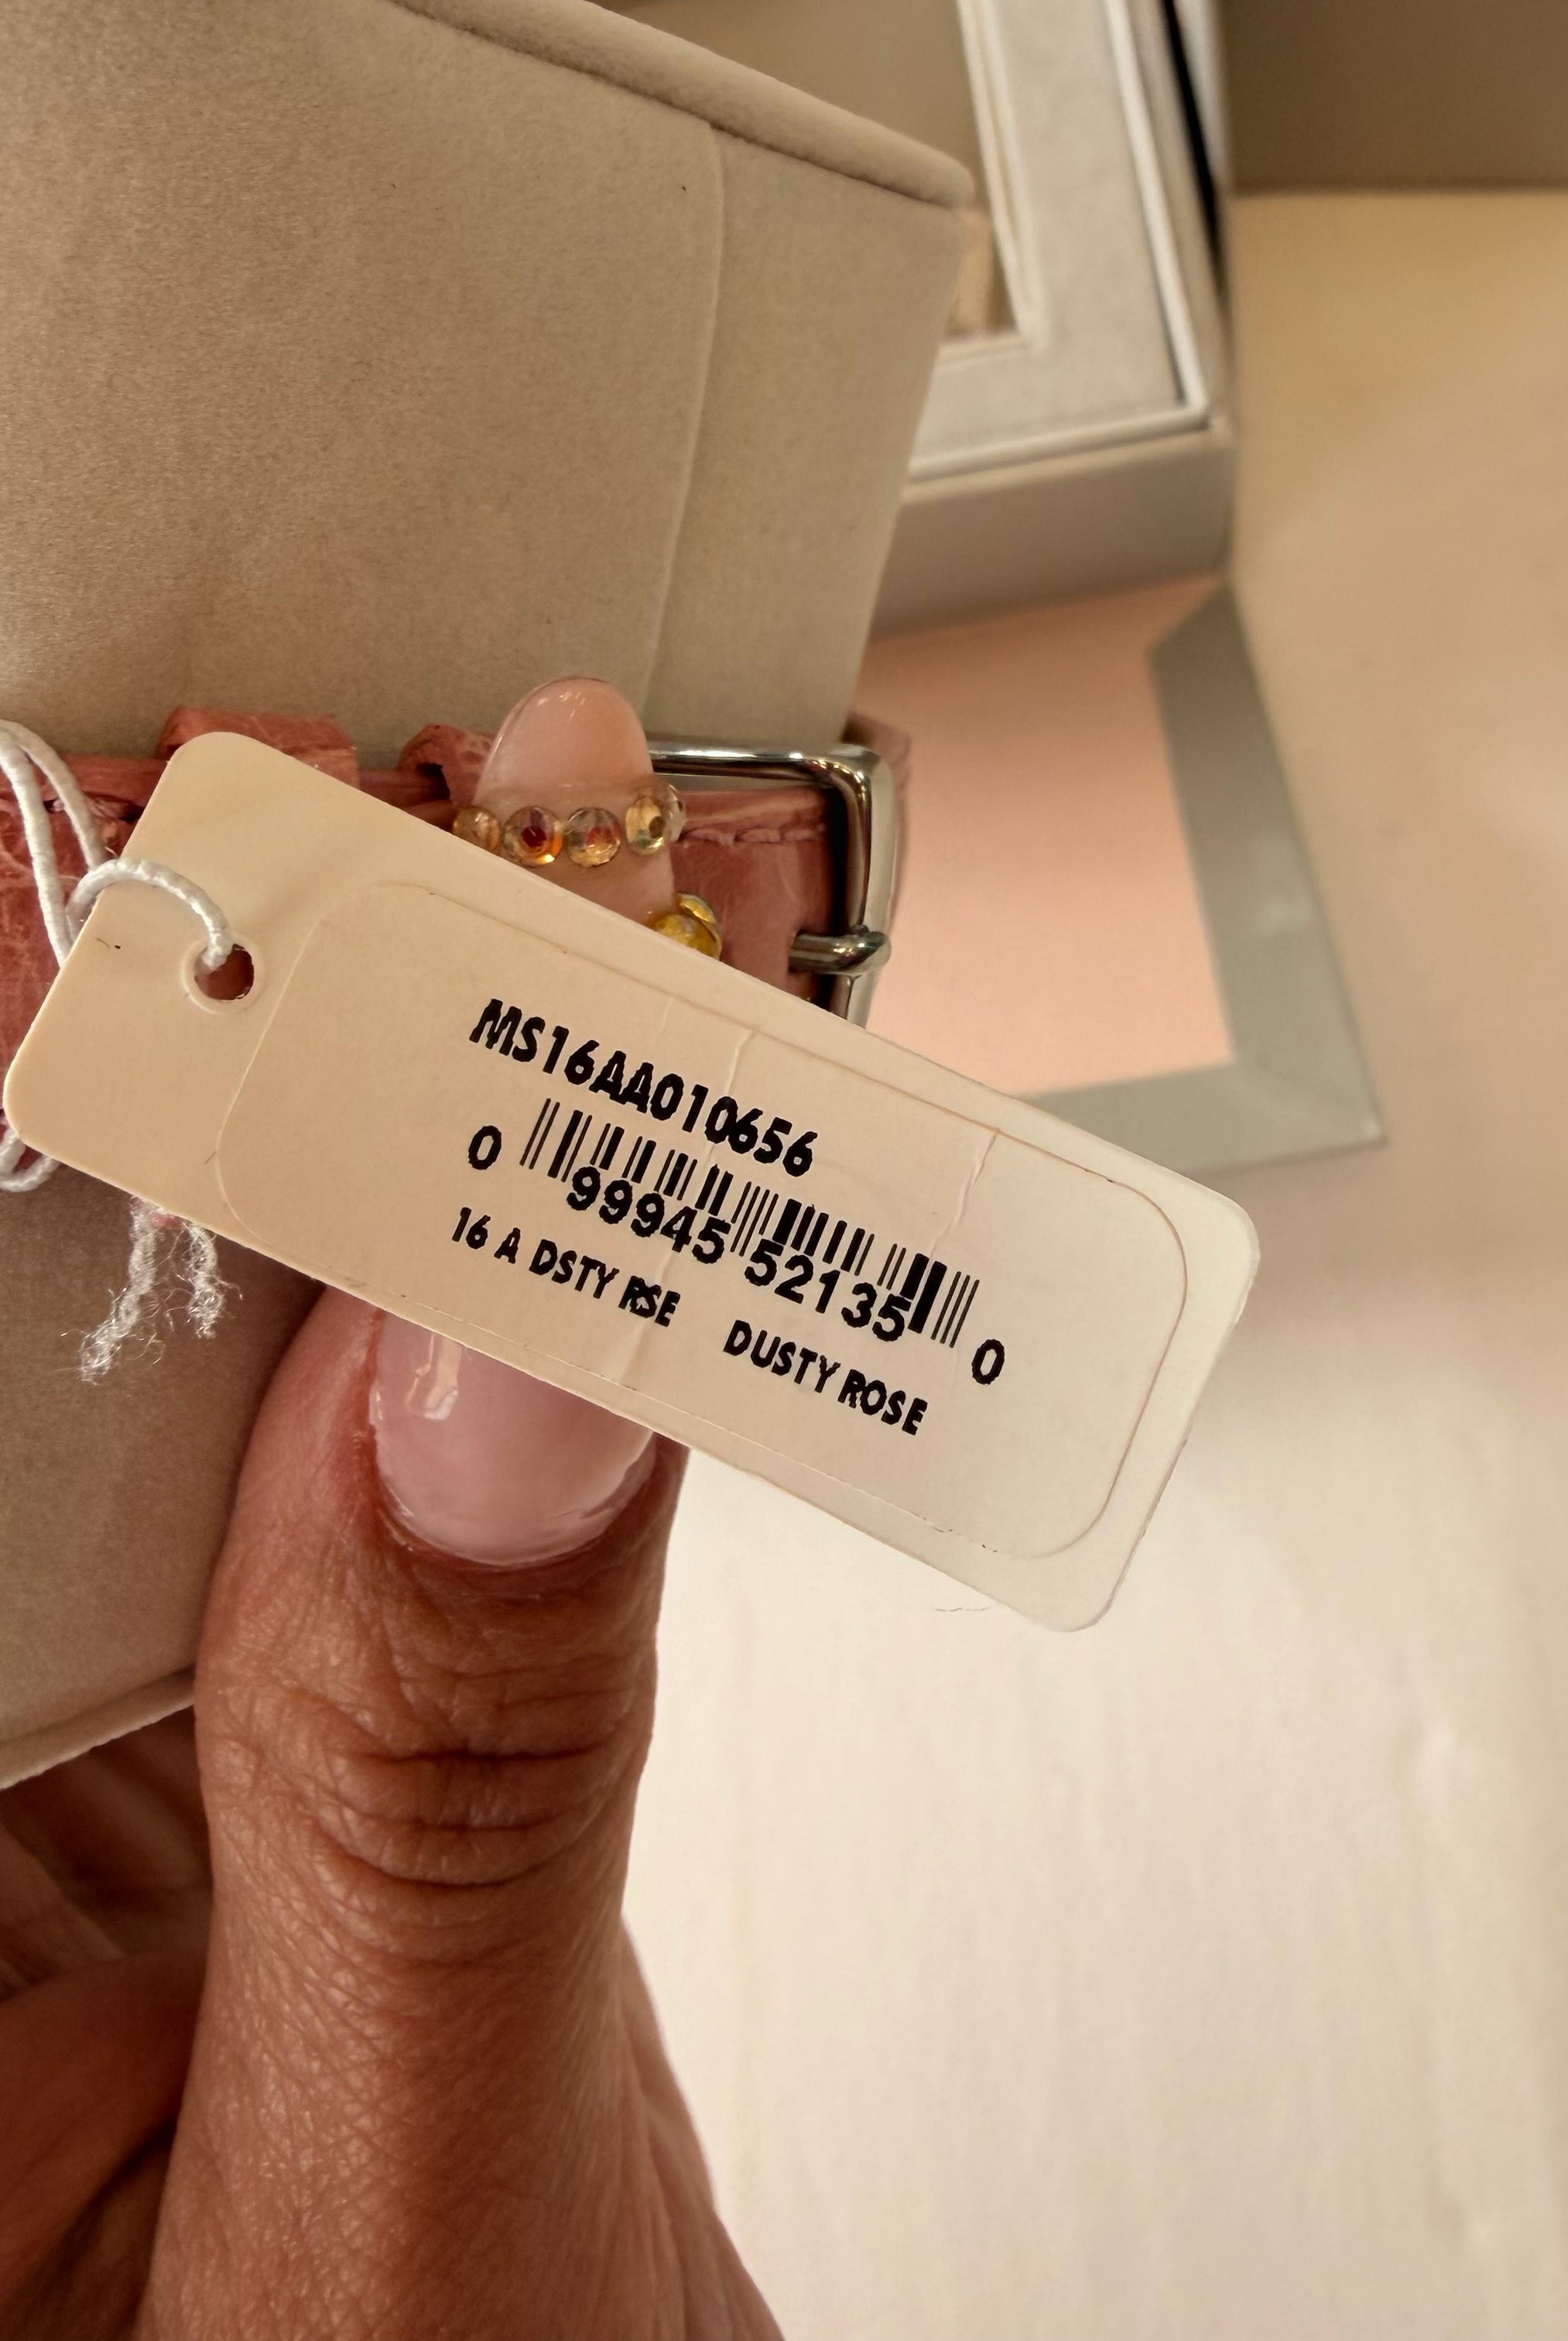 MS16AA010656
0 99945 52135 0
16 A DSTY RSE DUSTY ROSE